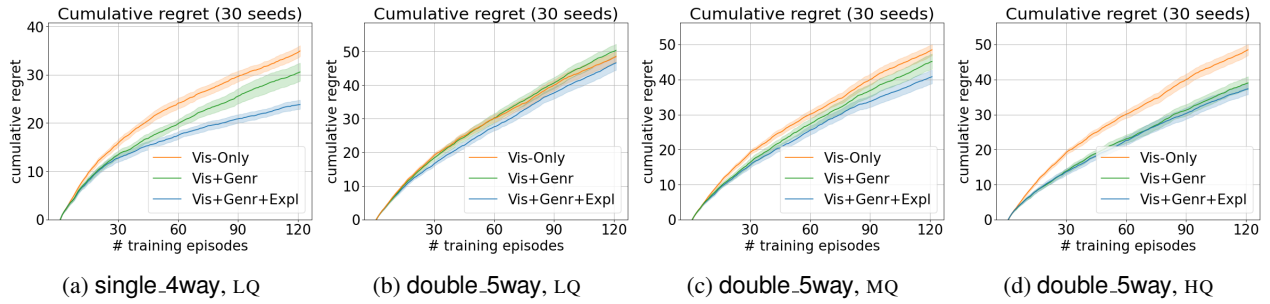 Cumulative regret (30 seeds)
cumulative regret
40
30
20
10
0
30
60
90
120
# training episodes
Vis-Only
Vis+Genr
Vis+Genr+Expl
(a) single_4way, LQ
Cumulative regret (30 seeds)
cumulative regret
50
40
30
20
10
0
30
60
90
120
# training episodes
Vis-Only
Vis+Genr
Vis+Genr+Expl
(b) double_5way, LQ
Cumulative regret (30 seeds)
cumulative regret
50
40
30
20
10
0
30
60
90
120
# training episodes
Vis-Only
Vis+Genr
Vis+Genr+Expl
(c) double_5way, MQ
Cumulative regret (30 seeds)
cumulative regret
50
40
30
20
10
0
30
60
90
120
# training episodes
Vis-Only
Vis+Genr
Vis+Genr+Expl
(d) double_5way, HQ